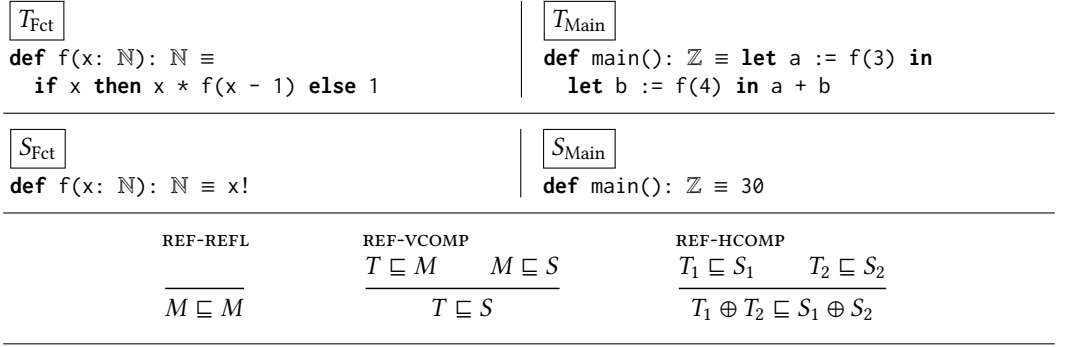 T_Fct
def f(x: ℕ): ℕ ≡
if x then x * f(x - 1) else 1
T_Main
def main(): ℤ ≡ let a := f(3) in
let b := f(4) in a + b
S_Fct
def f(x: ℕ): ℕ ≡ x!
S_Main
def main(): ℤ ≡ 30
REF-REFL
M ⊑ M
REF-VCOMP
T ⊑ M M ⊑ S
T ⊑ S
REF-HCOMP
T₁ ⊑ S₁ T₂ ⊑ S₂
T₁ ⊕ T₂ ⊑ S₁ ⊕ S₂